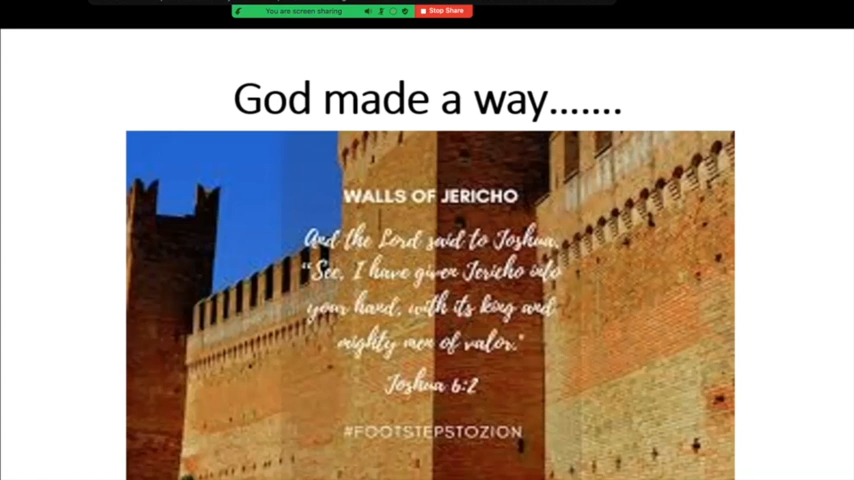 You are screen sharing
Stop Share
God made a way.......
WALLS OF JERICHO
And the Lord said to Joshua,
“See, I have given Jericho into
your hand, with its king and
mighty men of valor."
Joshua 6:2
#FOOTSTEPSTOZION